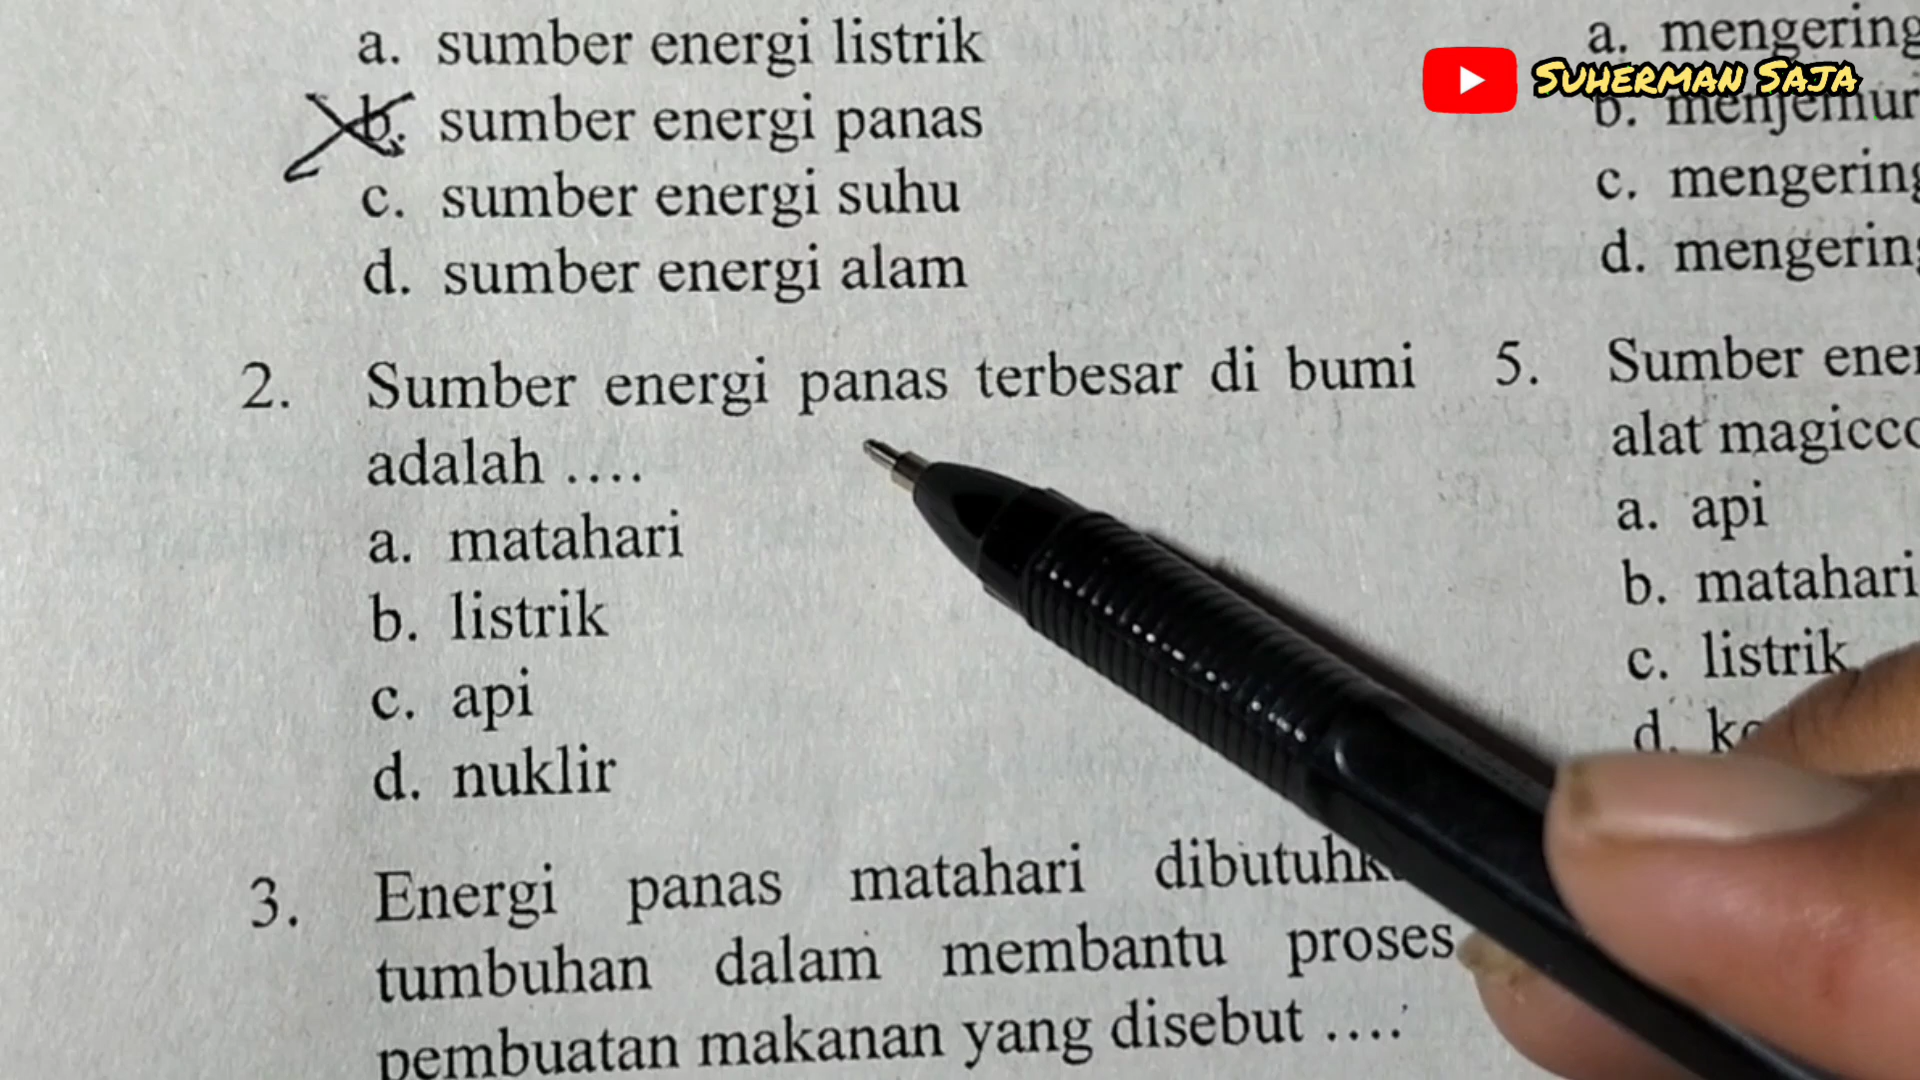 a. sumber energi listrik
b. sumber energi panas
c. sumber energi suhu
d. sumber energi alam
2. Sumber energi panas terbesar di bumi
adalah ....
a. matahari
b. listrik
c. api
d. nuklir
3. Energi panas matahari
tumbuhan dalam membantu proses
pembuatan makanan yang disebut ....
SUHERMAN SAJA
a.
b.
c.
d.
5. Sumber
alat
a. api
b. matahari
c. listrik
d.